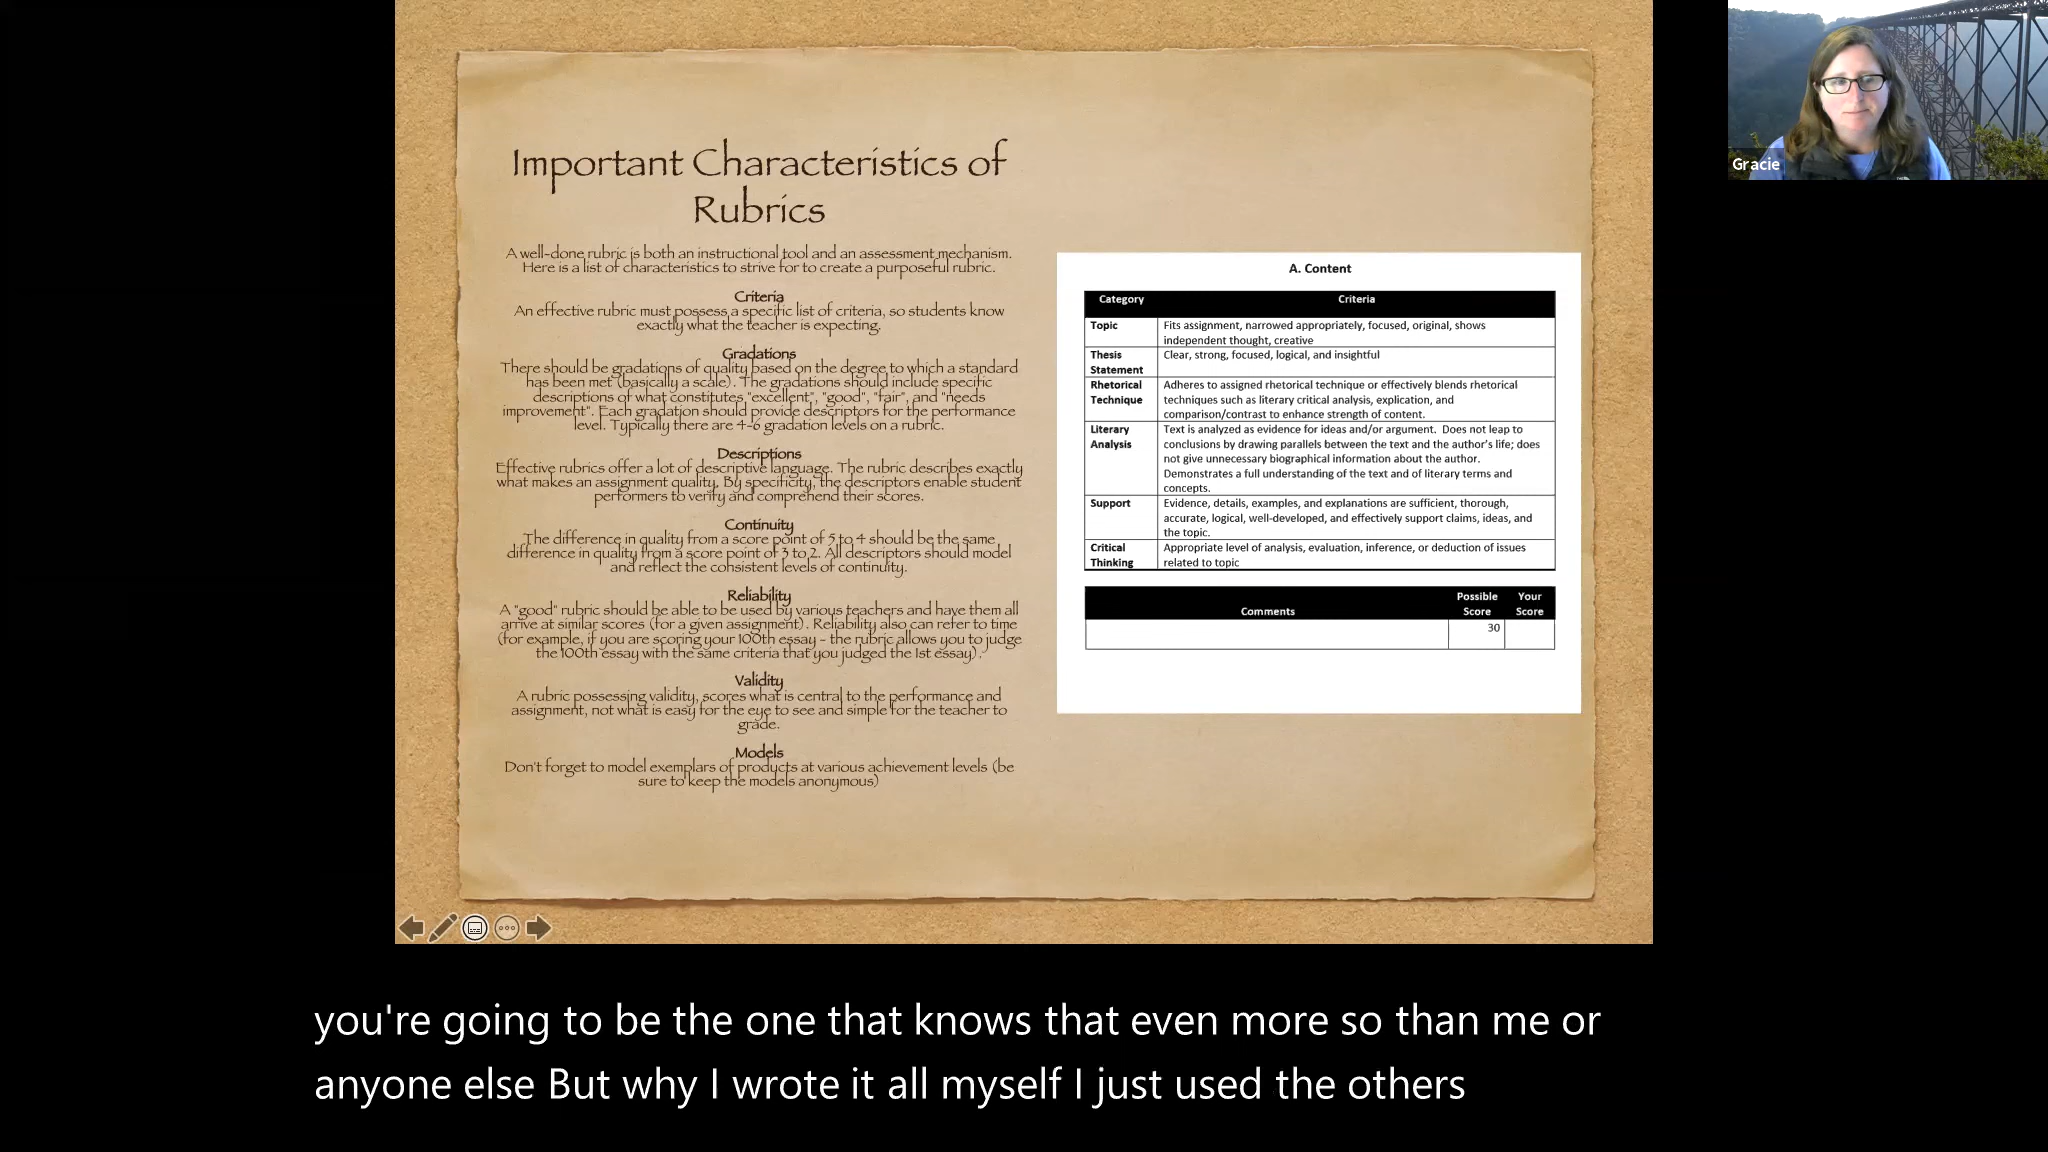 Important Characteristics of
Rubrics
A well-done rubric is both an instructional tool and an assessment mechanism.
Here is a list of characteristics to strive for to create a purposeful rubric.
Criteria
An effective rubric must possess a specific list of criteria, so students know
exactly what the teacher is expecting.
Gradations
There should be gradations of quality based on the degree to which a standard
has been met (basically a scale). The gradations should include specific
descriptions of what constitutes "excellent", "good", "fair", and "needs
improvement". Each gradation should provide descriptors for the performance
level. Typically there are 4-6 gradation levels on a rubric.
Descriptions
Effective rubrics offer a lot of descriptive language. The rubric describes exactly
what makes an assignment quality. By specificity, the descriptors enable student
performers to verify and comprehend their scores.
Continuity
The difference in quality from a score point of 5 to 4 should be the same
difference in quality from a score point of 3 to 2. All descriptors should model
and reflect the consistent levels of continuity.
Reliability
A "good" rubric should be able to be used by various teachers and have them all
arrive at similar scores (for a given assignment). Reliability also can refer to time
(for example, if you are scoring your 100th essay - the rubric allows you to judge
the 100th essay with the same criteria that you judged the 1st essay).
Validity
A rubric possessing validity, scores what is central to the performance and
assignment, not what is easy for the eye to see and simple for the teacher to
grade.
Models
Don't forget to model exemplars of products at various achievement levels (be
sure to keep the models anonymous)
A. Content
Category Criteria
Topic Fits assignment, narrowed appropriately, focused, original, shows
independent thought, creative
Thesis Clear, strong, focused, logical, and insightful
Statement
Rhetorical Adheres to assigned rhetorical technique or effectively blends rhetorical
Technique techniques such as literary critical analysis, explication, and
comparison/contrast to enhance strength of content.
Literary Text is analyzed as evidence for ideas and/or argument. Does not leap to
Analysis conclusions by drawing parallels between the text and the author's life; does
not give unnecessary biographical information about the author.
Demonstrates a full understanding of the text and of literary terms and
concepts.
Support Evidence, details, examples, and explanations are sufficient, thorough,
accurate, logical, well-developed, and effectively support claims, ideas, and
the topic.
Critical Appropriate level of analysis, evaluation, inference, or deduction of issues
Thinking related to topic
Comments Possible Score Your Score
30
Gracie
you're going to be the one that knows that even more so than me or
anyone else But why I wrote it all myself I just used the others